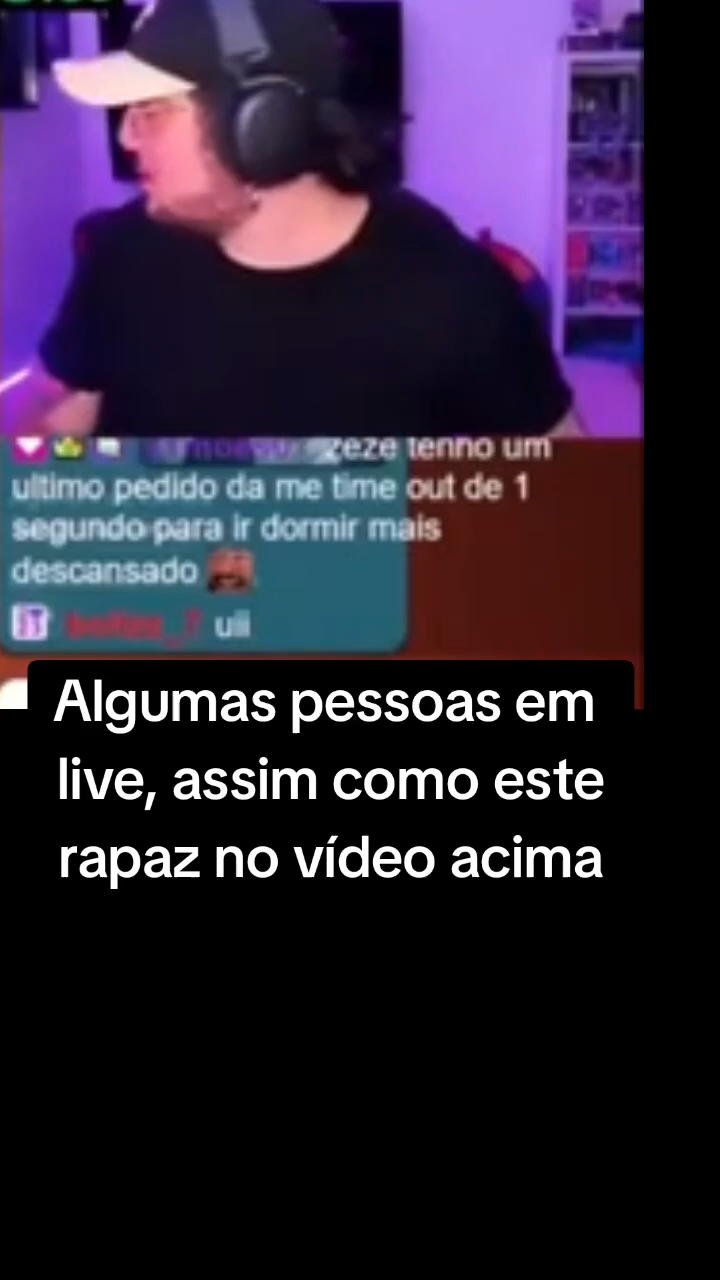 zeze tenho um
ultimo pedido da me time out de 1
segundo para ir dormir mais
descansado
uii
Algumas pessoas em
live, assim como este
rapaz no vídeo acima